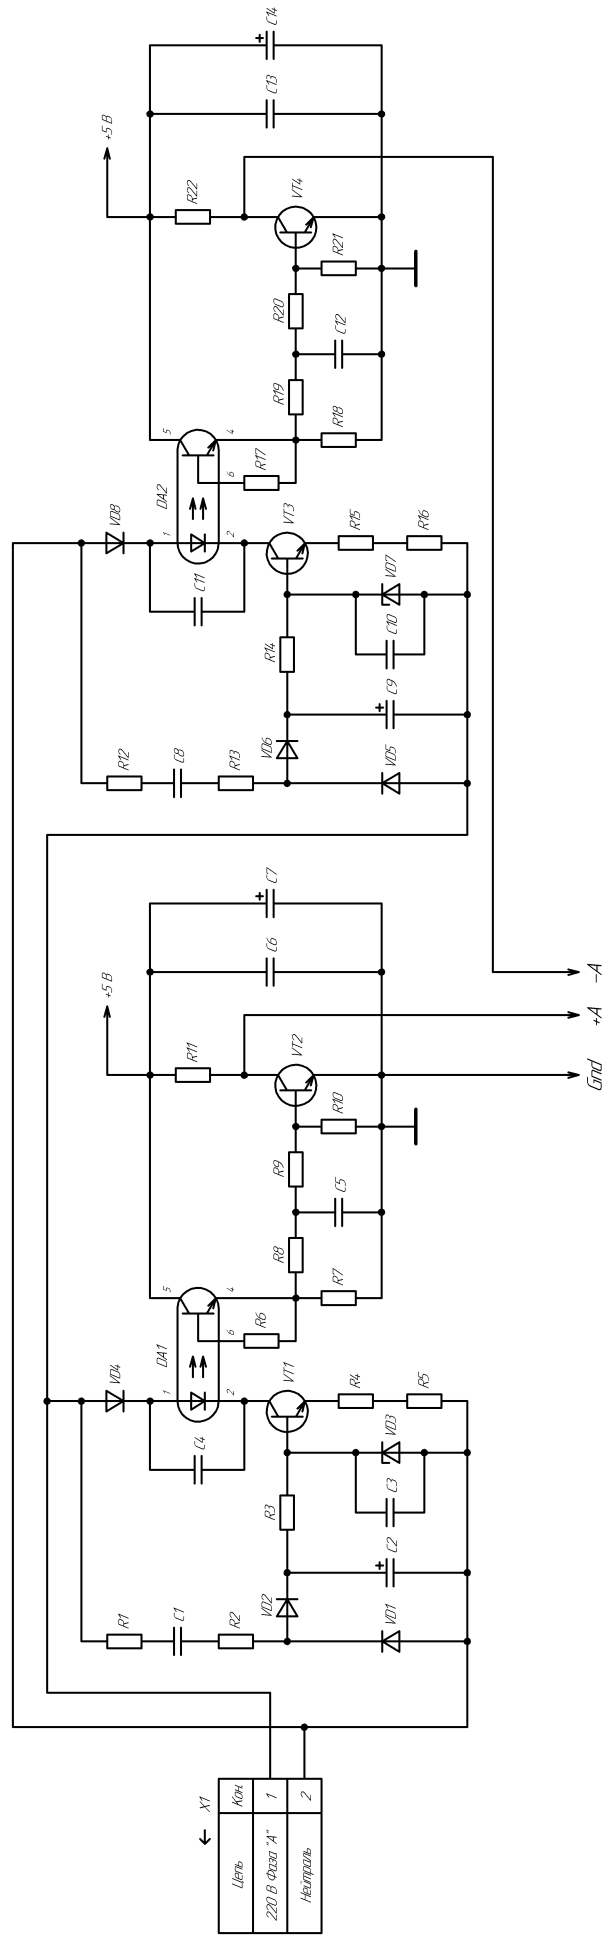 X1
Цепь
Кон
220 В Фаза "А"
1
Нейтраль
2
R1
C1
R2
VD2
VD1
R3
C2
C3
VD3
VD4
1
DA1
2
C4
VT1
R4
R5
5
4
6
R6
R7
R8
C5
R9
R10
+5 В
R11
VT2
C6
+
C7
Gnd
+A
-A
R12
C8
R13
VD6
VD5
R14
+
C9
C10
VD7
VD8
1
DA2
2
C11
VT3
R15
R16
5
4
6
R17
R18
R19
C12
R20
R21
+5 В
R22
VT4
C13
+
C14
+